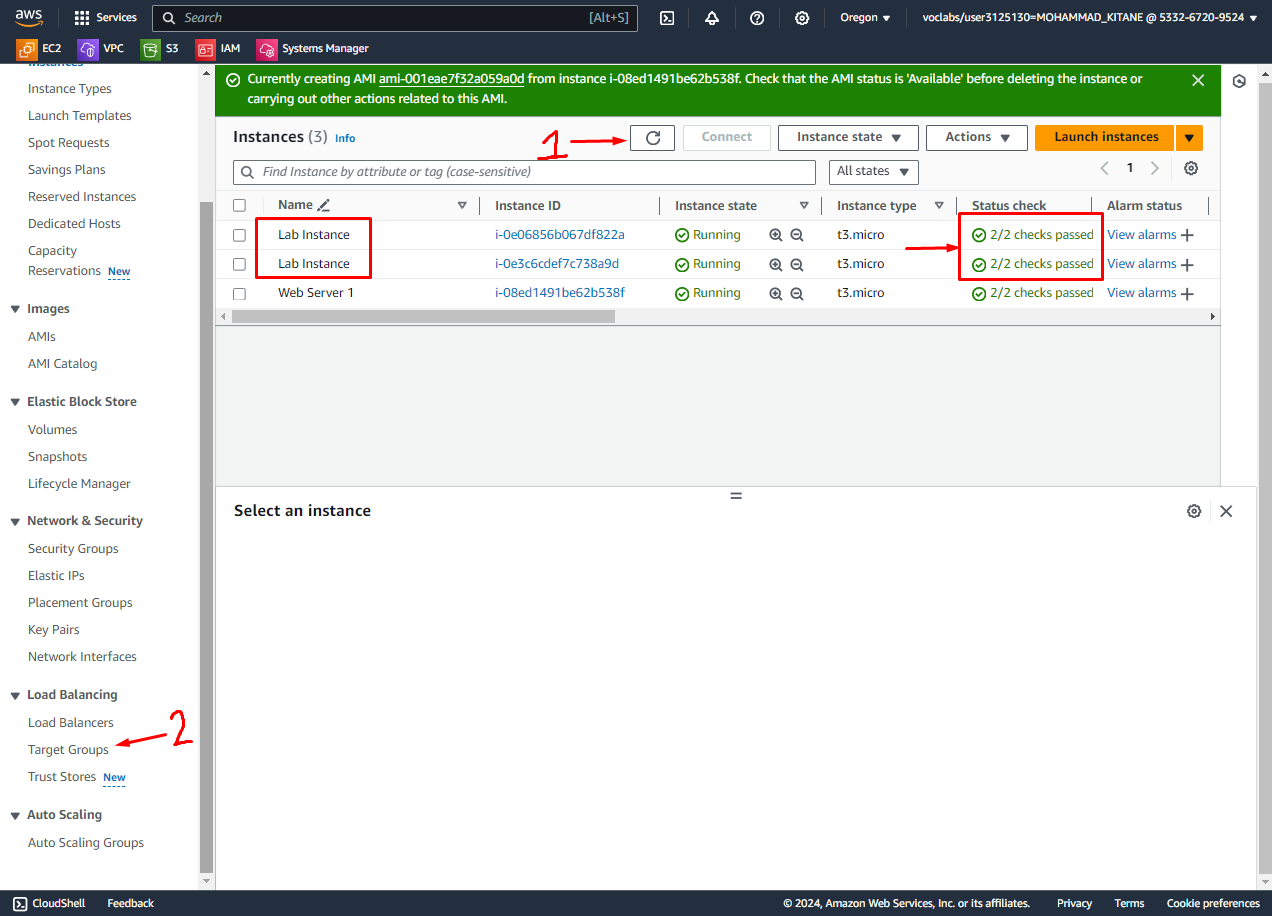 aws
Services
Search
[Alt+S]
Oregon
voclabs/user3125130=MOHAMMAD_KITANE @ 5332-6720-9524
EC2
VPC
S3
IAM
Systems Manager
Instances
Instance Types
Launch Templates
Spot Requests
Savings Plans
Reserved Instances
Dedicated Hosts
Capacity
Reservations New
Images
AMIs
AMI Catalog
Elastic Block Store
Volumes
Snapshots
Lifecycle Manager
Network & Security
Security Groups
Elastic IPs
Placement Groups
Key Pairs
Network Interfaces
Load Balancing
Load Balancers
Target Groups
2
Trust Stores New
Auto Scaling
Auto Scaling Groups
Currently creating AMI ami-001eae7f32a059a0d from instance i-08ed1491be62b538f. Check that the AMI status is 'Available' before deleting the instance or
carrying out other actions related to this AMI.
Instances (3) Info
1
Connect
Instance state
Actions
Launch instances
Find Instance by attribute or tag (case-sensitive)
All states
1
Name Instance ID Instance state Instance type Status check Alarm status
Lab Instance i-0e06856b067df822a Running t3.micro 2/2 checks passed View alarms
Lab Instance i-0e3c6cdef7c738a9d Running t3.micro 2/2 checks passed View alarms
Web Server 1 i-08ed1491be62b538f Running t3.micro 2/2 checks passed View alarms
Select an instance
CloudShell
Feedback
© 2024, Amazon Web Services, Inc. or its affiliates.
Privacy
Terms
Cookie preferences